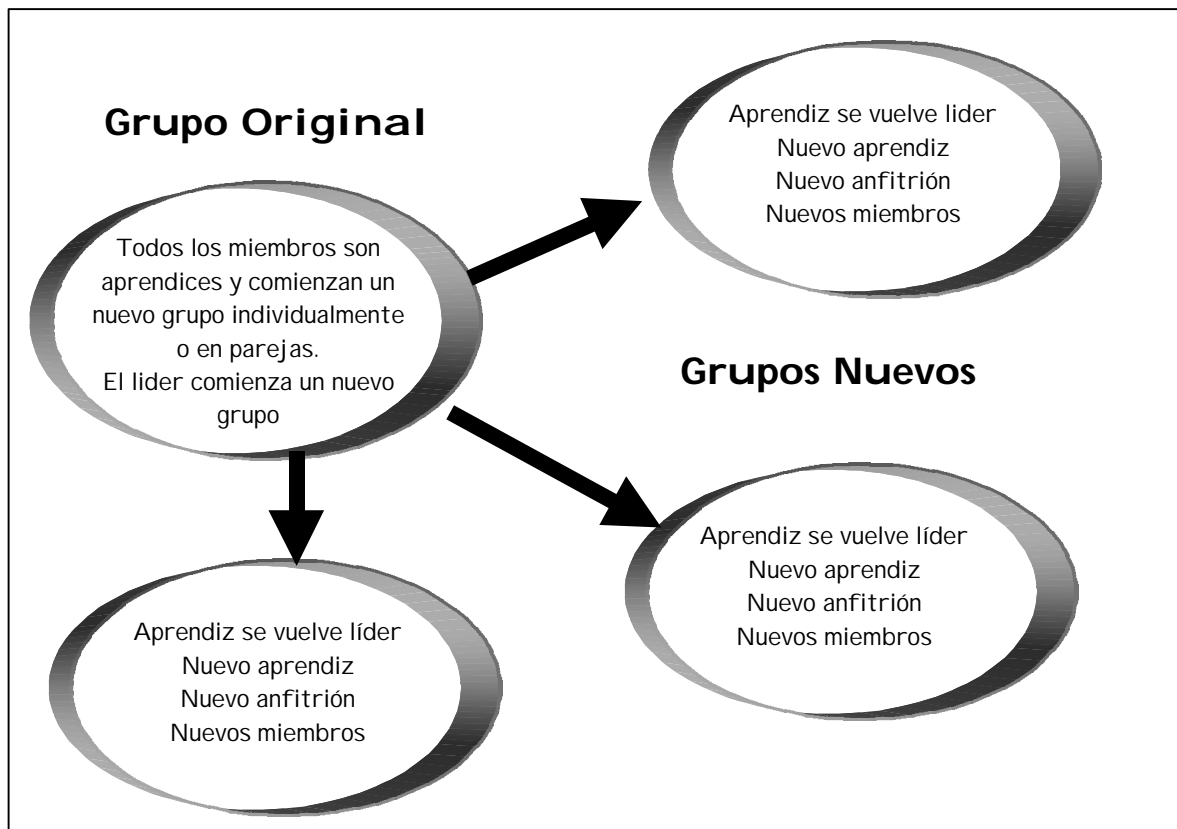 Grupo Original
Todos los miembros son
aprendices y comienzan un
nuevo grupo individualmente
o en parejas.
El lider comienza un nuevo
grupo
Aprendiz se vuelve lider
Nuevo aprendiz
Nuevo anfitrión
Nuevos miembros
Grupos Nuevos
Aprendiz se vuelve líder
Nuevo aprendiz
Nuevo anfitrión
Nuevos miembros
Aprendiz se vuelve líder
Nuevo aprendiz
Nuevo anfitrión
Nuevos miembros